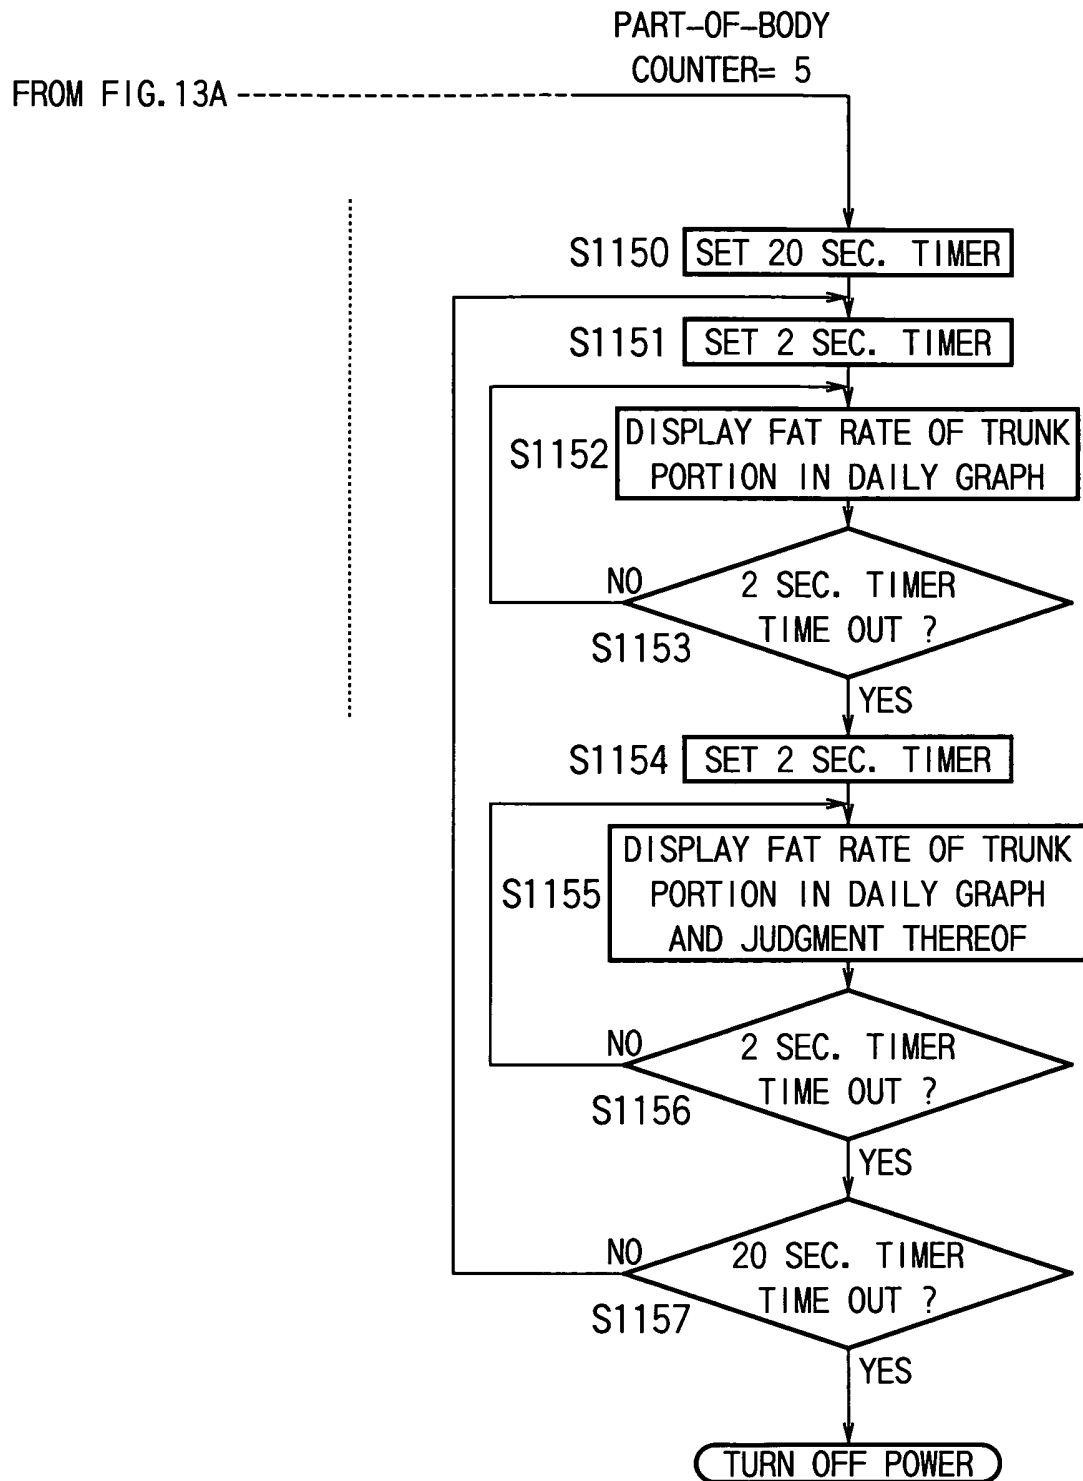 PART-OF-BODY
COUNTER= 5
FROM FIG.13A
S1150
SET 20 SEC. TIMER
S1151
SET 2 SEC. TIMER
S1152
DISPLAY FAT RATE OF TRUNK
PORTION IN DAILY GRAPH
NO
2 SEC. TIMER
TIME OUT ?
S1153
YES
S1154
SET 2 SEC. TIMER
S1155
DISPLAY FAT RATE OF TRUNK
PORTION IN DAILY GRAPH
AND JUDGMENT THEREOF
NO
2 SEC. TIMER
TIME OUT ?
S1156
YES
NO
20 SEC. TIMER
TIME OUT ?
S1157
YES
TURN OFF POWER